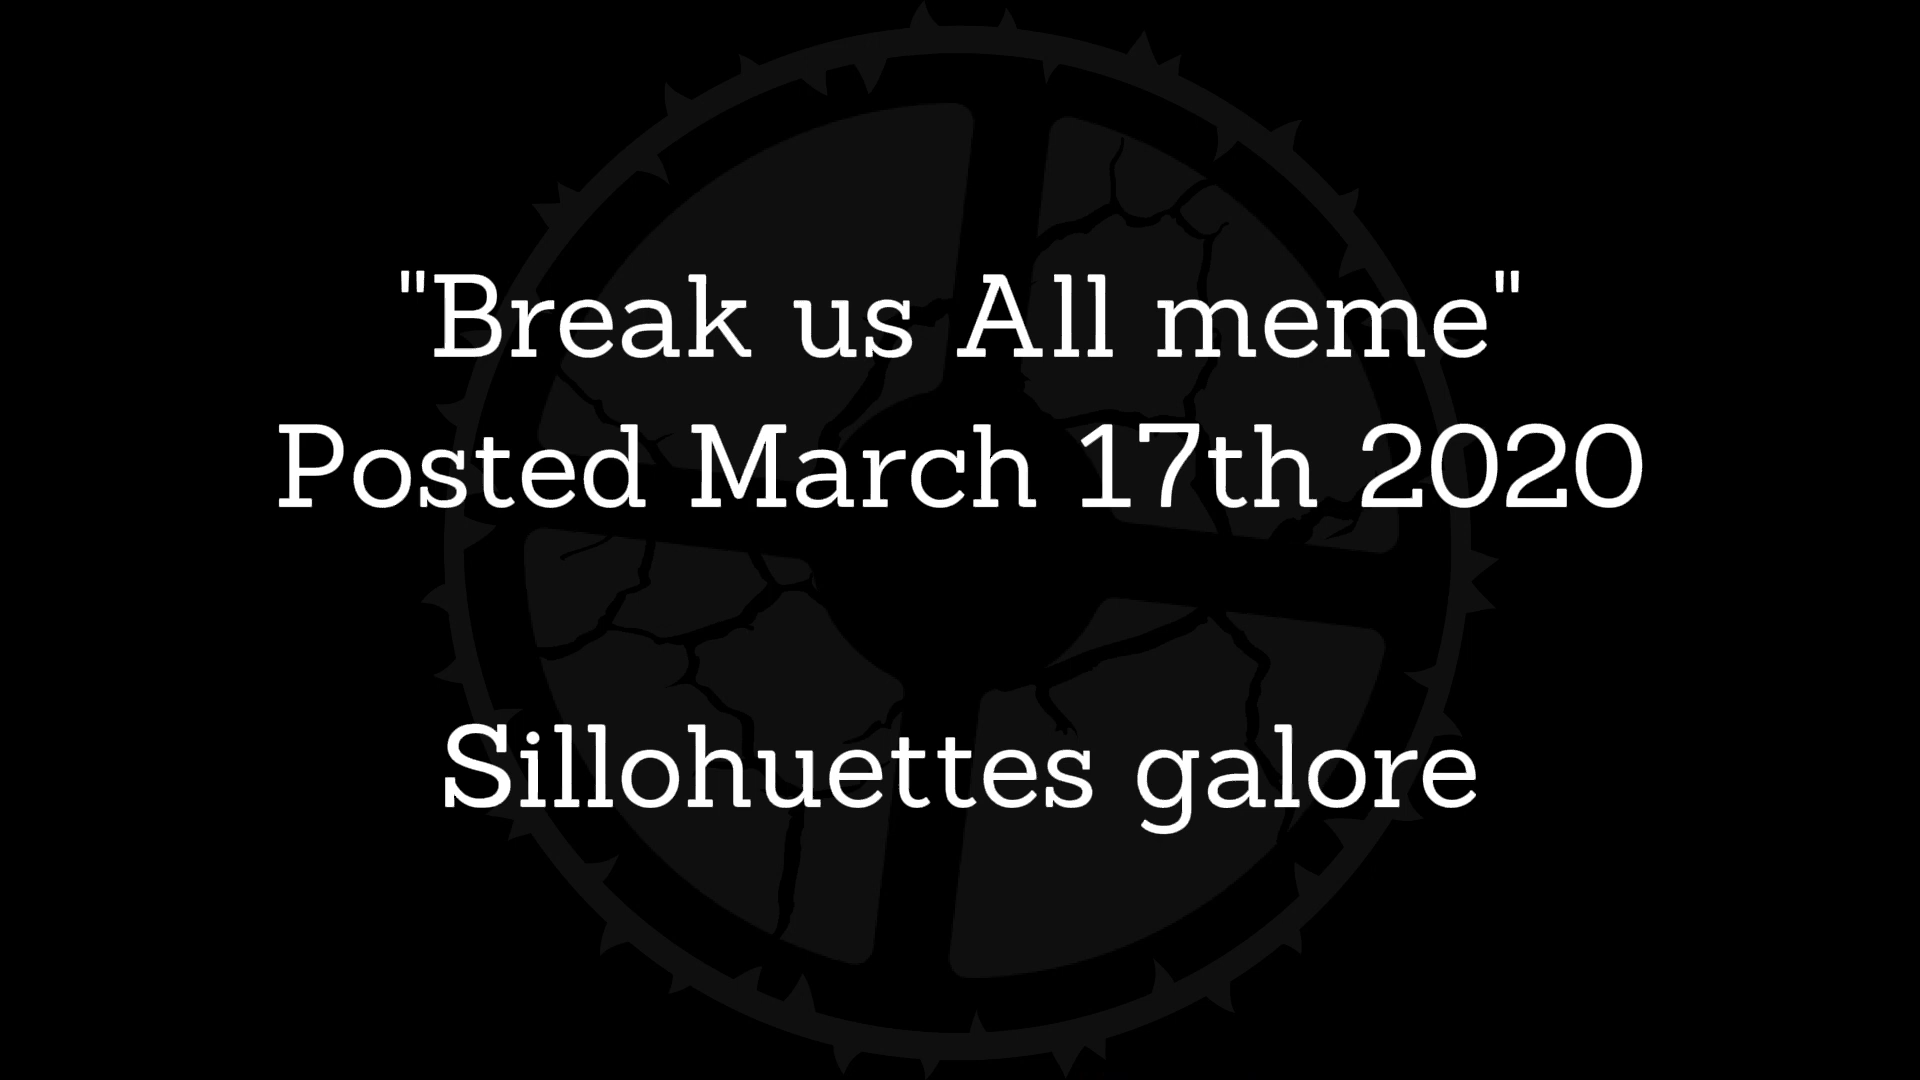 "Break us All meme"
Posted March 17th 2020
Sillohuettes galore